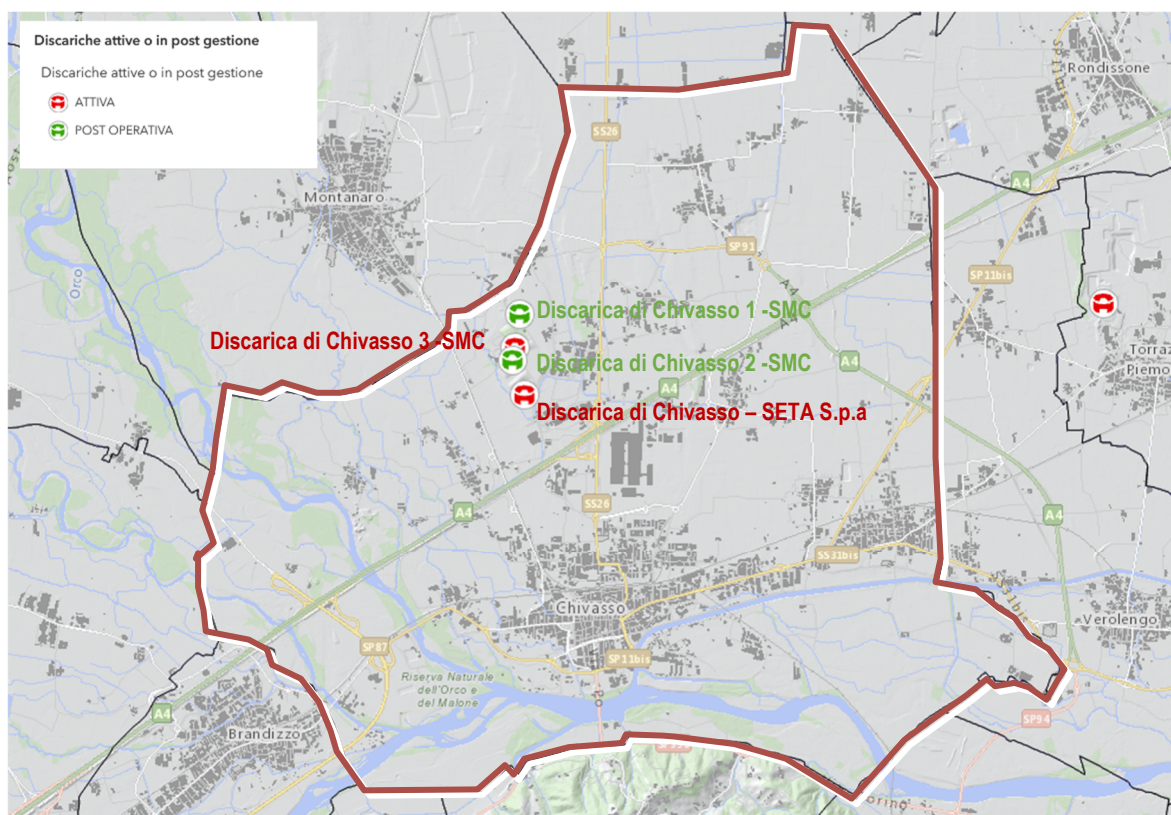 Discariche attive o in post gestione
Discariche attive o in post gestione
ATTIVA
POST OPERATIVA
Rondissone
SS26
Montanaro
A4
Orco
SP91
A4
SP11bis
Discarica di Chivasso 1 -SMC
Discarica di Chivasso 3 -SMC
Discarica di Chivasso 2 -SMC
A4
A4
Discarica di Chivasso – SETA S.p.a
SS26
A4
A4
SS31bis
Chivasso
Verolengo
SP87
SP11bis
Riserva Naturale
dell'Orco e
del Malone
A4
Brandizzo
SP94